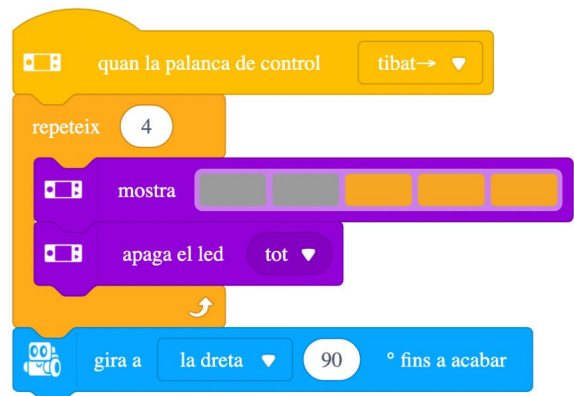 quan la palanca de control tibat→
repeteix 4
mostra
apaga el led tot
gira a la dreta 90 ° fins a acabar